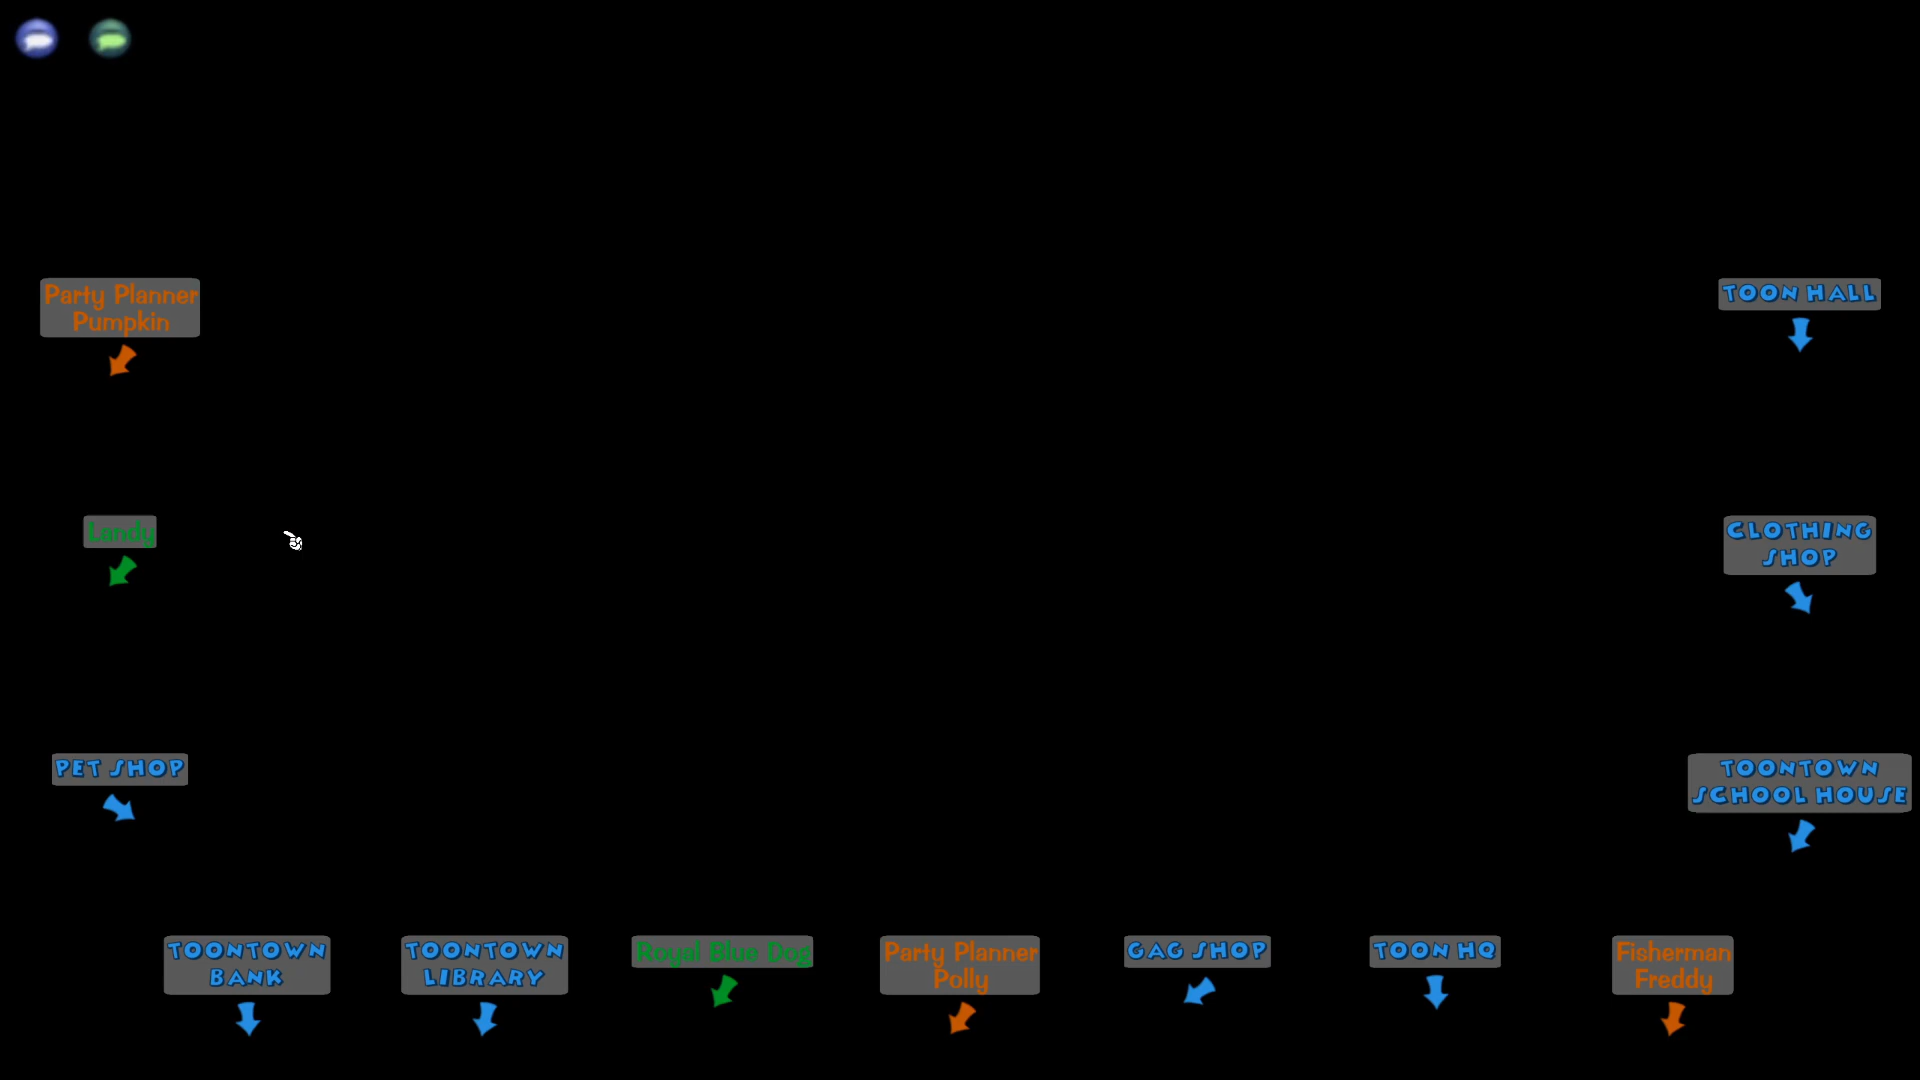 Party Planner
Pumpkin
TOON HALL
Landy
CLOTHING
SHOP
PET SHOP
TOONTOWN
SCHOOL HOUSE
TOONTOWN
BANK
TOONTOWN
LIBRARY
Royal Blue Dog
Party Planner
Polly
GAG SHOP
TOON HQ
Fisherman
Freddy